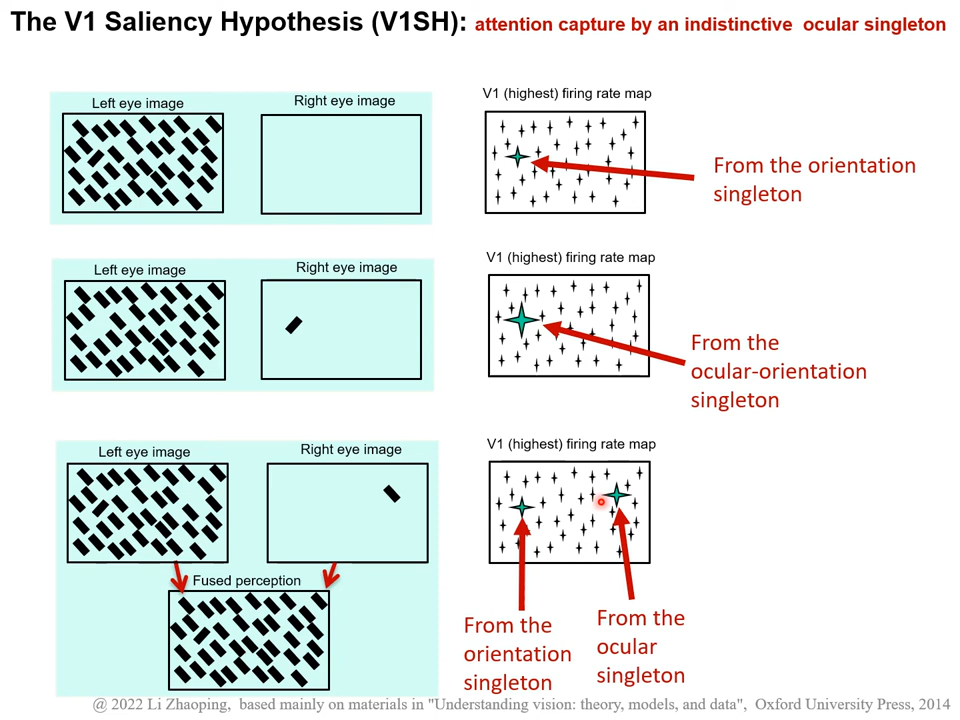 The V1 Saliency Hypothesis (V1SH): attention capture by an indistinctive ocular singleton
Left eye image
Right eye image
V1 (highest) firing rate map
From the orientation
singleton
Left eye image
Right eye image
V1 (highest) firing rate map
From the
ocular-orientation
singleton
Left eye image
Right eye image
V1 (highest) firing rate map
Fused perception
From the
orientation
singleton
From the
ocular
singleton
@ 2022 Li Zhaoping, based mainly on materials in "Understanding vision: theory, models, and data", Oxford University Press, 2014